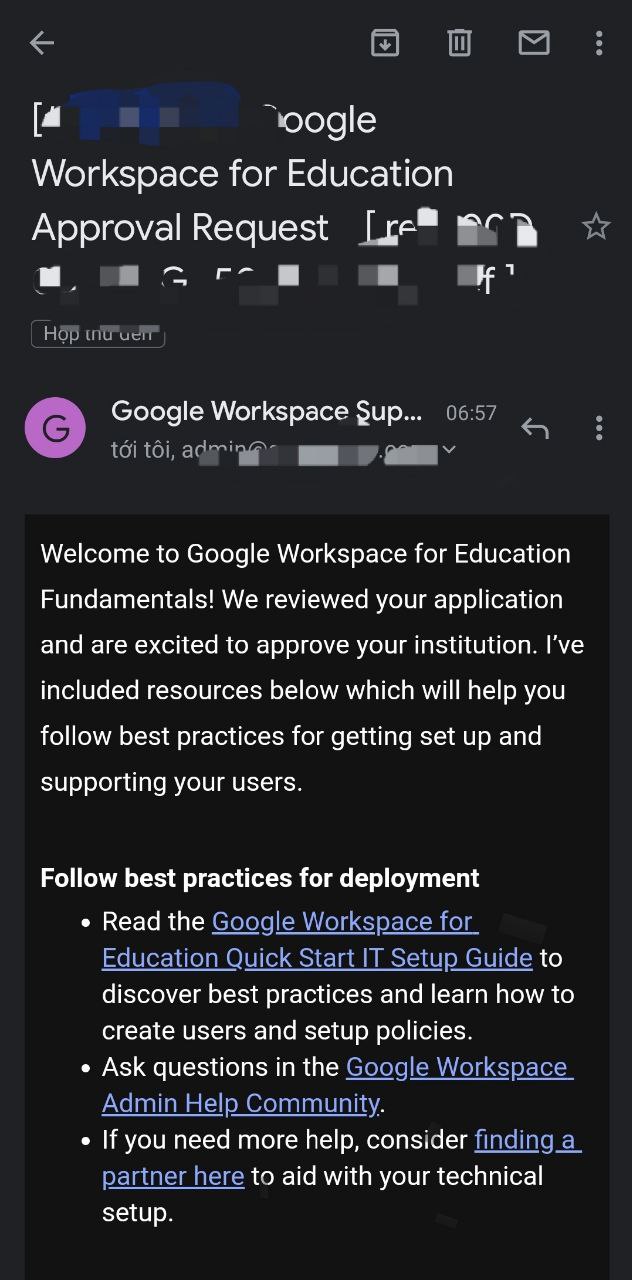 oogle
Workspace for Education
Approval Request [ re
G
f ]
Hộp thư đến
Google Workspace Sup... 06:57
tới tôi, admin@
Welcome to Google Workspace for Education
Fundamentals! We reviewed your application
and are excited to approve your institution. I’ve
included resources below which will help you
follow best practices for getting set up and
supporting your users.
Follow best practices for deployment
• Read the Google Workspace for
Education Quick Start IT Setup Guide to
discover best practices and learn how to
create users and setup policies.
• Ask questions in the Google Workspace
Admin Help Community.
• If you need more help, consider finding a
partner here to aid with your technical
setup.